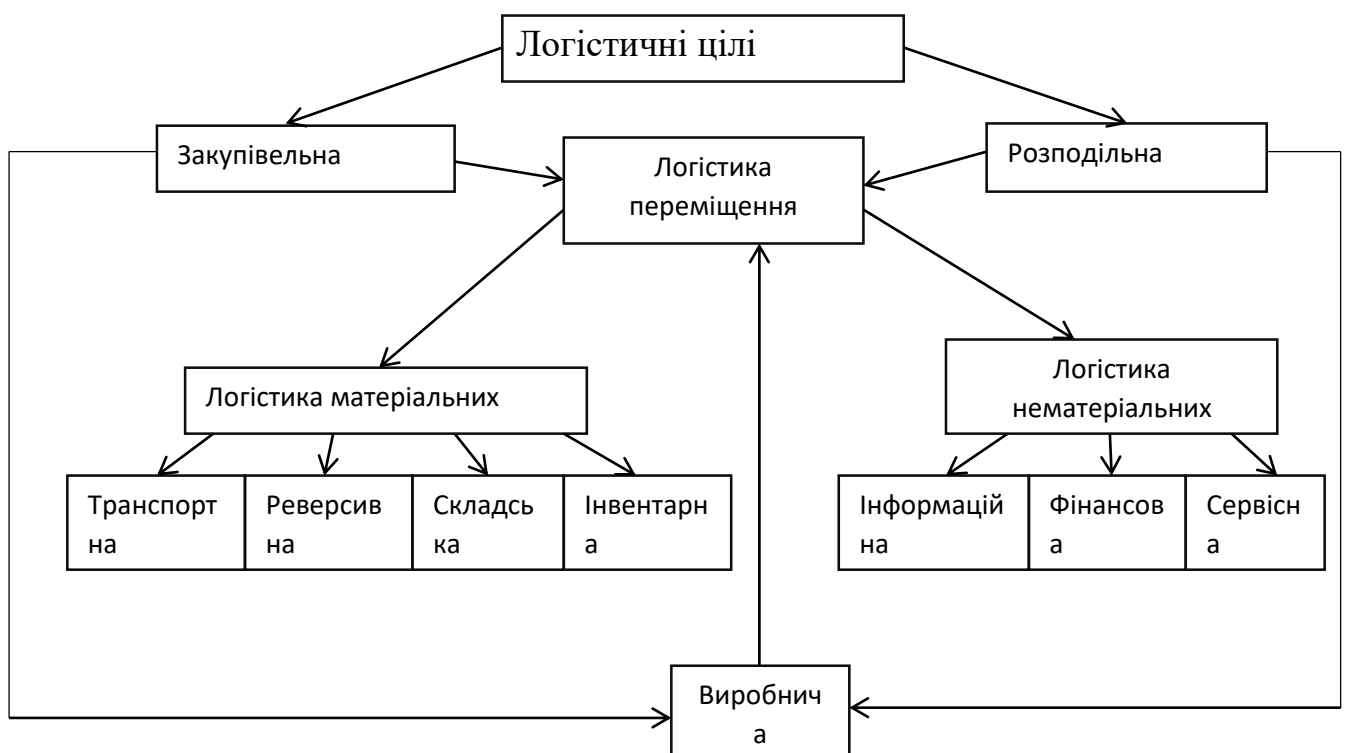 Логістичні цілі
Закупівельна
Логістика
переміщення
Розподільна
Логістика матеріальних
Логістика
нематеріальних
Транспорт
на
Реверсив
на
Складсь
ка
Інвентарн
а
Інформацій
на
Фінансов
а
Сервісн
а
Виробнич
а